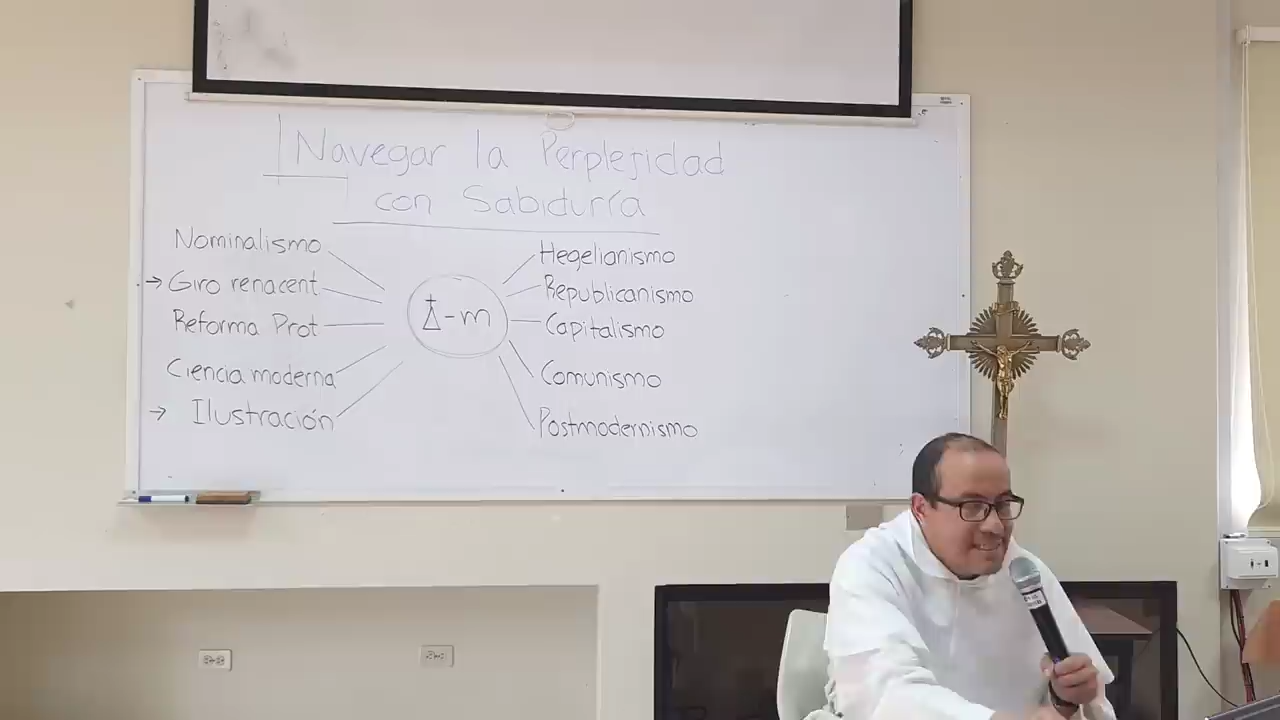 Navegar la Perplejidad
con Sabiduría
Nominalismo
→ Giro renacent
Reforma Prot
Ciencia moderna
→ Ilustración
-m
Hegelianismo
Republicanismo
Capitalismo
Comunismo
Postmodernismo